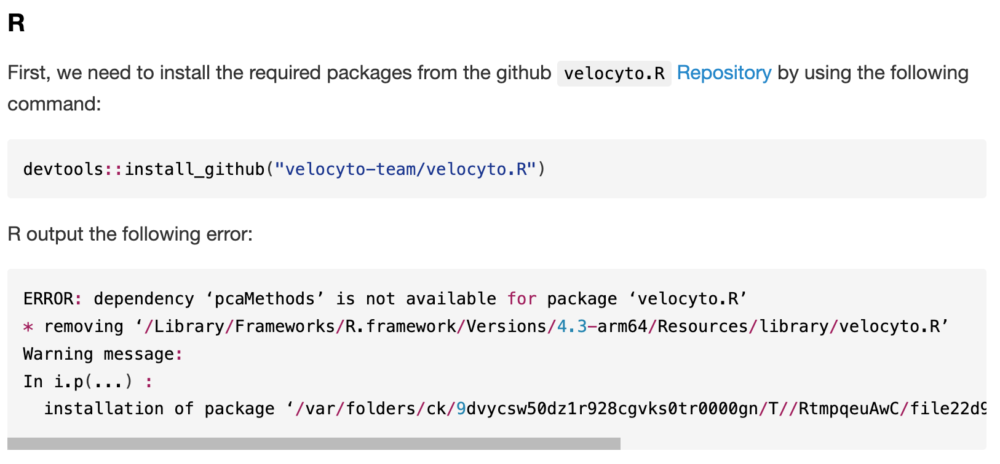 R
First, we need to install the required packages from the github velocyto.R Repository by using the following
command:
devtools::install_github("velocyto-team/velocyto.R")
R output the following error:
ERROR: dependency ‘pcaMethods’ is not available for package ‘velocyto.R’
* removing ‘/Library/Frameworks/R.framework/Versions/4.3-arm64/Resources/library/velocyto.R’
Warning message:
In i.p(...) :
installation of package ‘/var/folders/ck/9dvycsw50dz1r928cgvks0tr0000gn/T//RtmpqeuAwC/file22d9